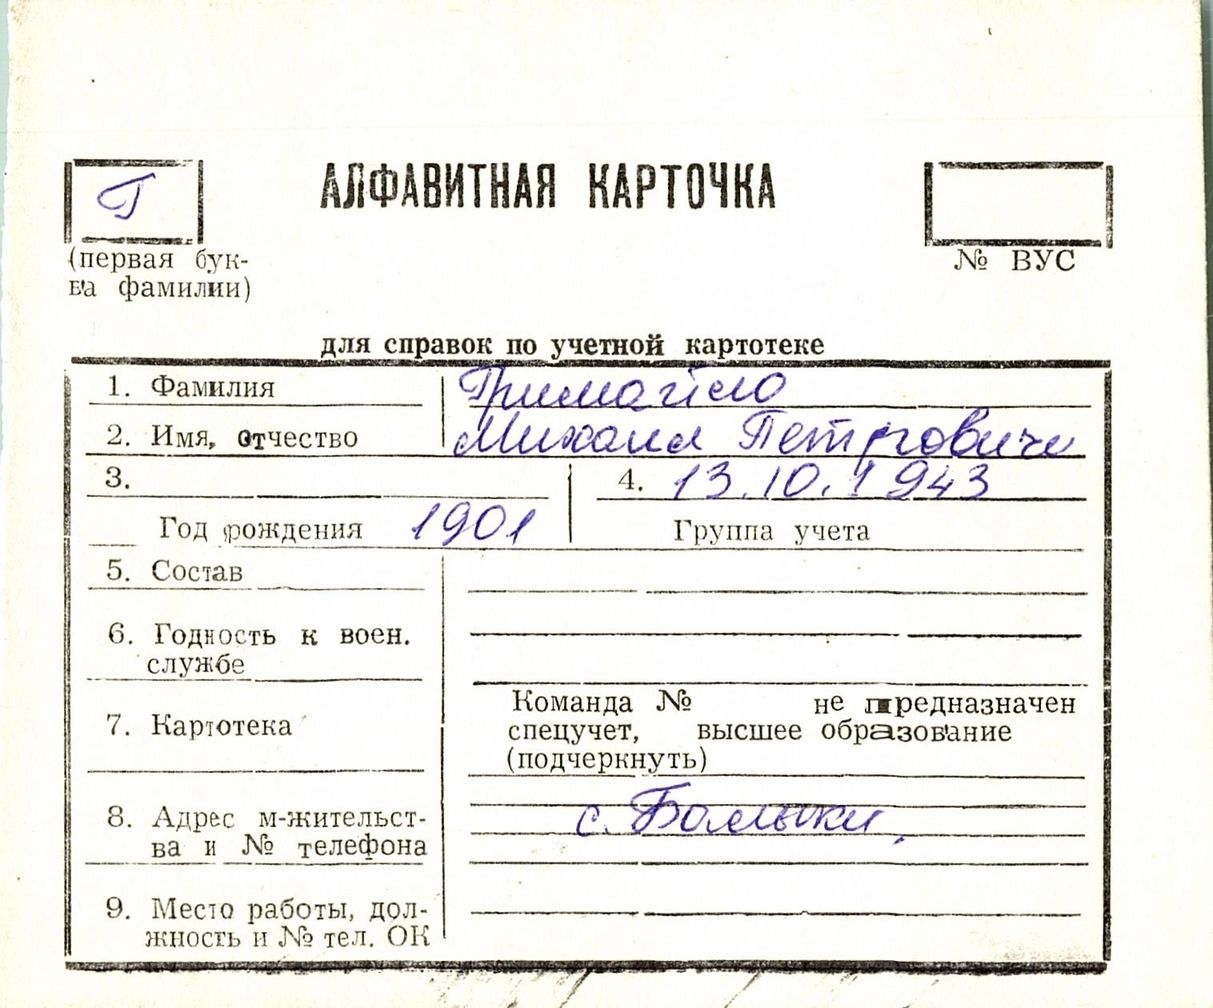 АЛФАВИТНАЯ КАРТОЧКА
Г
(первая бук-
ва фамилии)
№ ВУС
для справок по учетной картотеке
1. Фамилия Гримайло
2. Имя, отчество Михаил Петрович
3.
Год рождения 1901
4. 13.10.1943
Группа учета
5. Состав
6. Годность к воен.
службе
7. Картотека
Команда № не предназначен
спецучет, высшее образование
(подчеркнуть)
8. Адрес м-жительст-
ва и № телефона
с.
9. Место работы, дол-
жность и № тел. ОК